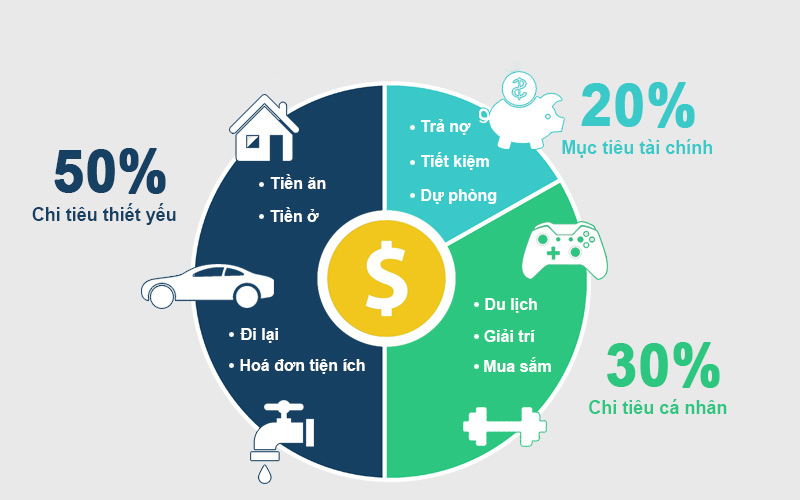 50%
Chi tiêu thiết yếu
• Tiền ăn
• Tiền ở
• Đi lại
• Hoá đơn tiện ích
$
20%
Mục tiêu tài chính
• Trả nợ
• Tiết kiệm
• Dự phòng
30%
Chi tiêu cá nhân
• Du lịch
• Giải trí
• Mua sắm